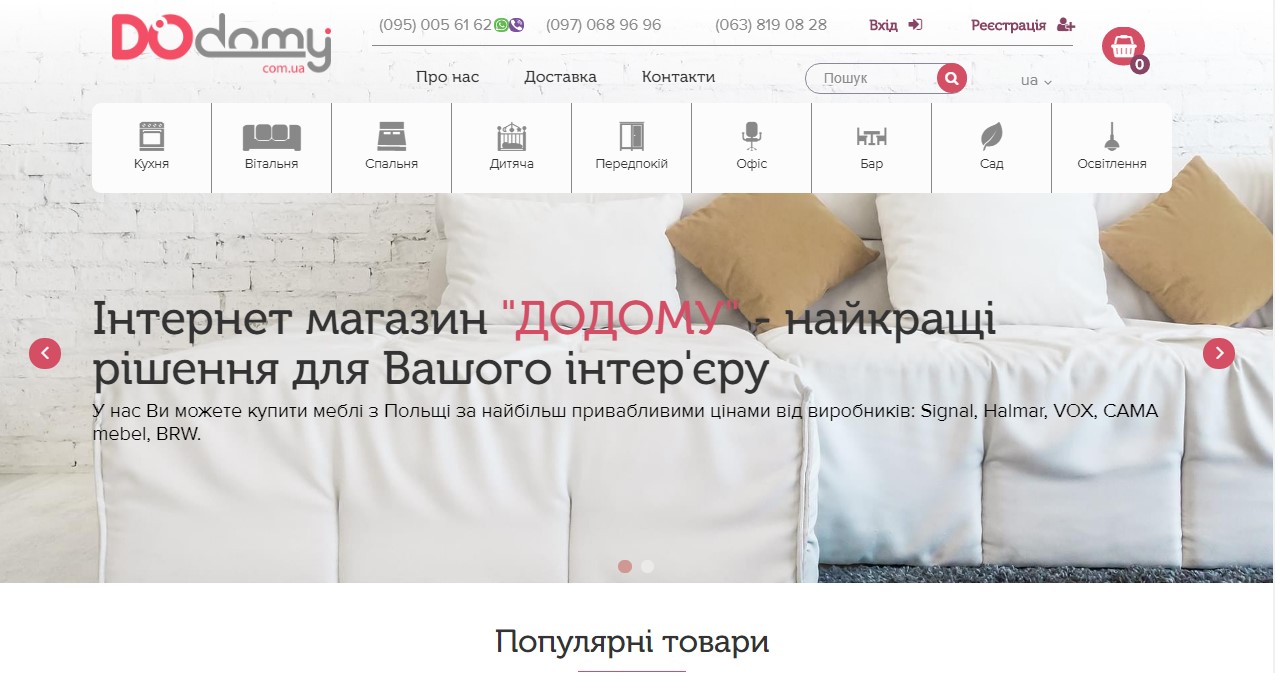 DODOmy
com.ua
(095) 005 61 62 (097) 068 96 96 (063) 819 08 28 Вхід Реєстрація
0
Про нас Доставка Контакти Пошук ua
Кухня Вітальня Спальня Дитяча Передпокій Офіс Бар Сад Освітлення
Інтернет магазин "ДОДОМУ" - найкращі
рішення для Вашого інтер'єру
У нас Ви можете купити меблі з Польщі за найбільш привабливими цінами від виробників: Signal, Halmar, VOX, CAMA
mebel, BRW.
Популярні товари